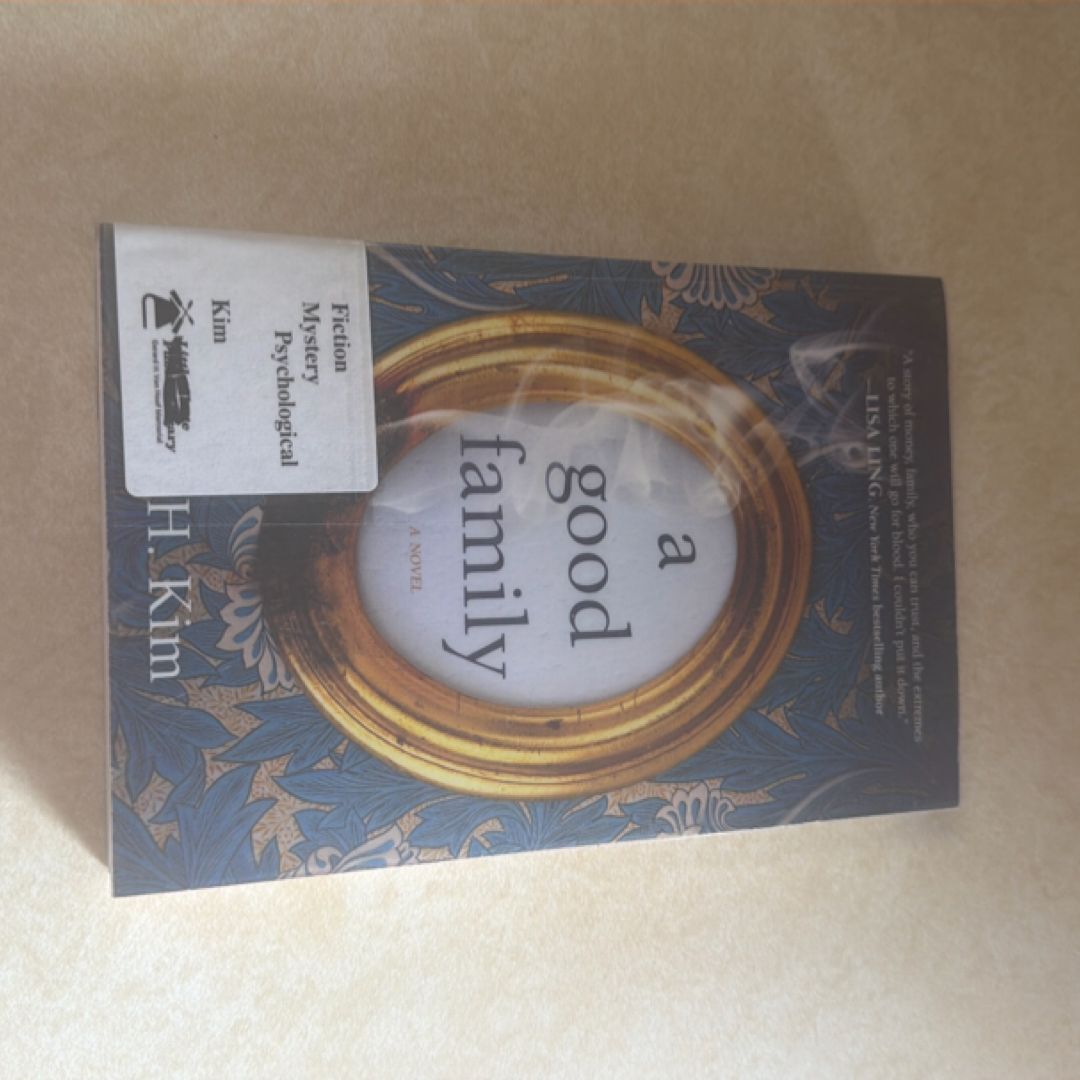 "A story of money, family, who you can trust, and the extremes
to which one will go for blood. I couldn't put it down."
—LISA LING, New York Times bestselling author
a
good
family
A NOVEL
H. Kim
Fiction
Mystery
Psychological
Kim